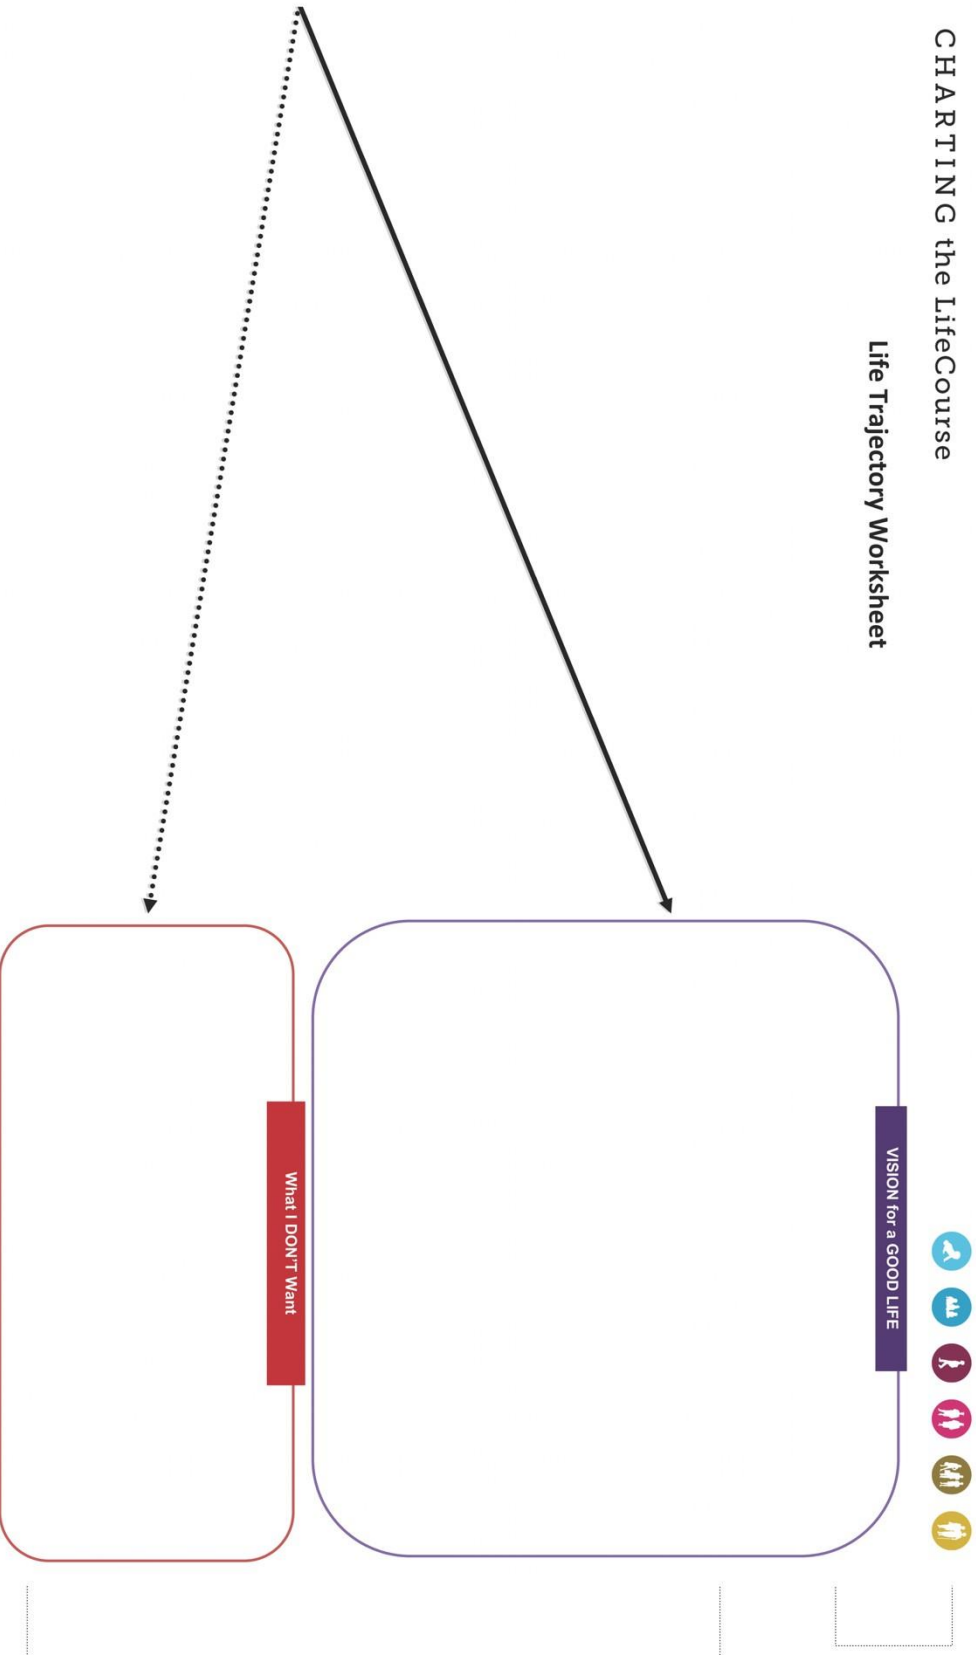 CHARTING the LifeCourse
Life Trajectory Worksheet
VISION for a GOOD LIFE
What I DON'T Want